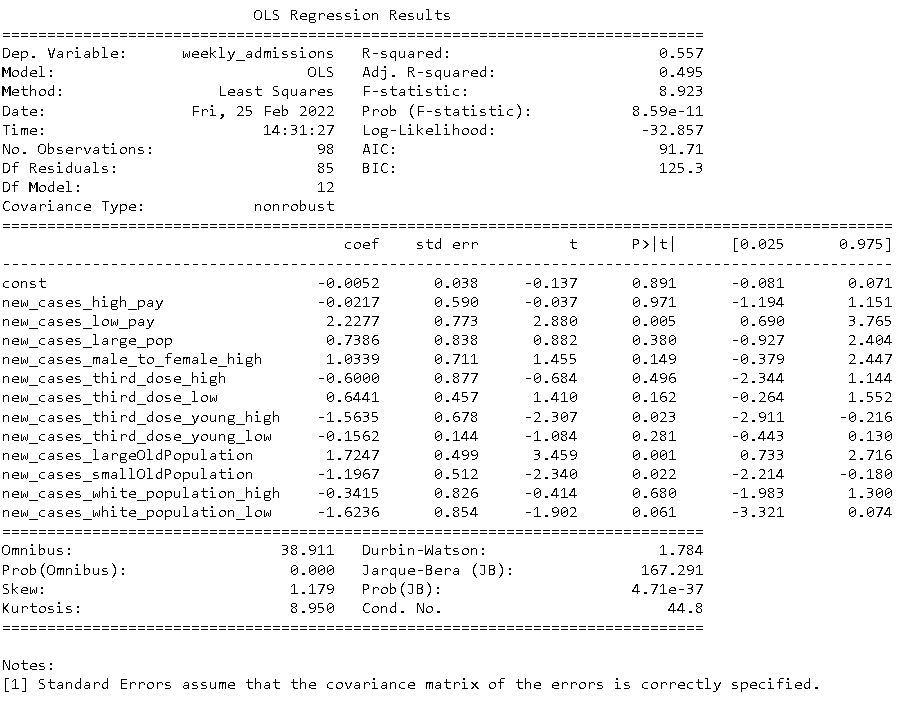 OLS Regression Results
==============================================================================
Dep. Variable: weekly_admissions R-squared: 0.557
Model: OLS Adj. R-squared: 0.495
Method: Least Squares F-statistic: 8.923
Date: Fri, 25 Feb 2022 Prob (F-statistic): 8.59e-11
Time: 14:31:27 Log-Likelihood: -32.857
No. Observations: 98 AIC: 91.71
Df Residuals: 85 BIC: 125.3
Df Model: 12
Covariance Type: nonrobust
===================================================================================================
coef std err t P>|t| [0.025 0.975]
---------------------------------------------------------------------------------------------------
const -0.0052 0.038 -0.137 0.891 -0.081 0.071
new_cases_high_pay -0.0217 0.590 -0.037 0.971 -1.194 1.151
new_cases_low_pay 2.2277 0.773 2.880 0.005 0.690 3.765
new_cases_large_pop 0.7386 0.838 0.882 0.380 -0.927 2.404
new_cases_male_to_female_high 1.0339 0.711 1.455 0.149 -0.379 2.447
new_cases_third_dose_high -0.6000 0.877 -0.684 0.496 -2.344 1.144
new_cases_third_dose_low 0.6441 0.457 1.410 0.162 -0.264 1.552
new_cases_third_dose_young_high -1.5635 0.678 -2.307 0.023 -2.911 -0.216
new_cases_third_dose_young_low -0.1562 0.144 -1.084 0.281 -0.443 0.130
new_cases_largeOldPopulation 1.7247 0.499 3.459 0.001 0.733 2.716
new_cases_smallOldPopulation -1.1967 0.512 -2.340 0.022 -2.214 -0.180
new_cases_white_population_high -0.3415 0.826 -0.414 0.680 -1.983 1.300
new_cases_white_population_low -1.6236 0.854 -1.902 0.061 -3.321 0.074
==============================================================================
Omnibus: 38.911 Durbin-Watson: 1.784
Prob(Omnibus): 0.000 Jarque-Bera (JB): 167.291
Skew: 1.179 Prob(JB): 4.71e-37
Kurtosis: 8.950 Cond. No. 44.8
==============================================================================
Notes:
[1] Standard Errors assume that the covariance matrix of the errors is correctly specified.